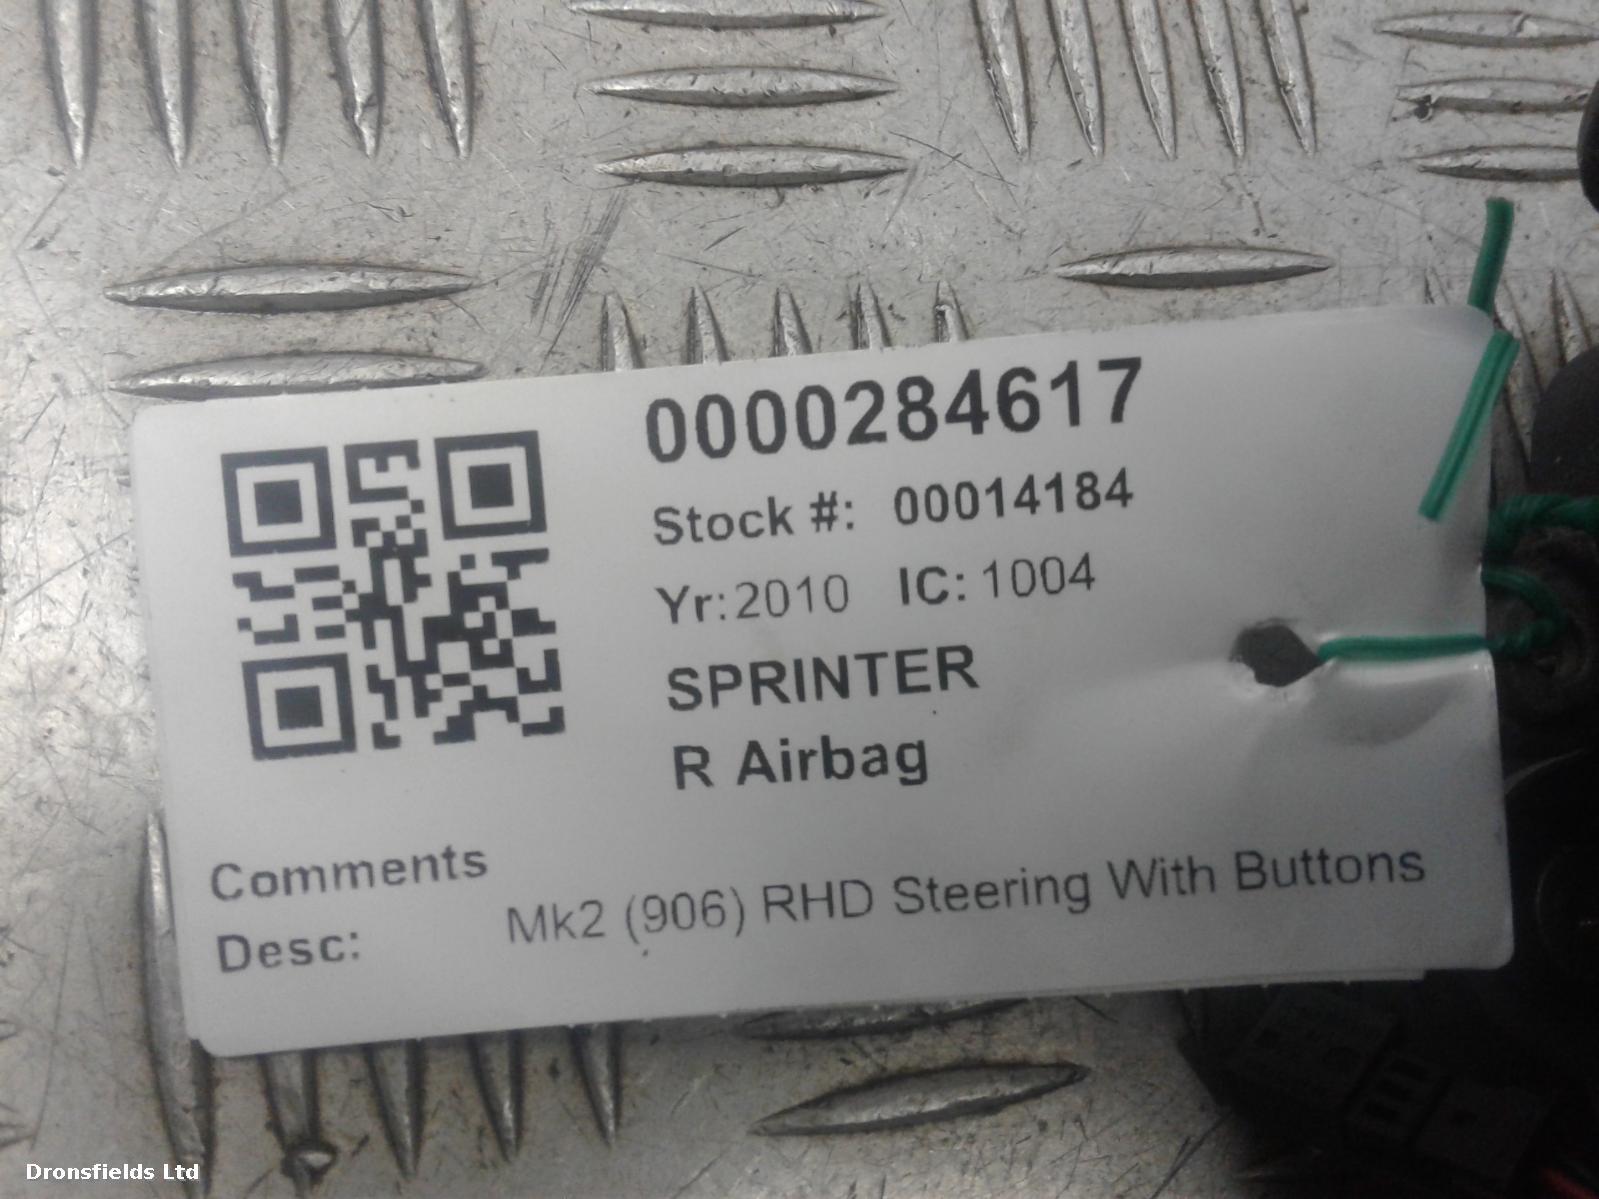 0000284617
Stock #: 00014184
Yr: 2010 IC: 1004
SPRINTER
R Airbag
Comments
Desc: Mk2 (906) RHD Steering With Buttons
Dronsfields Ltd